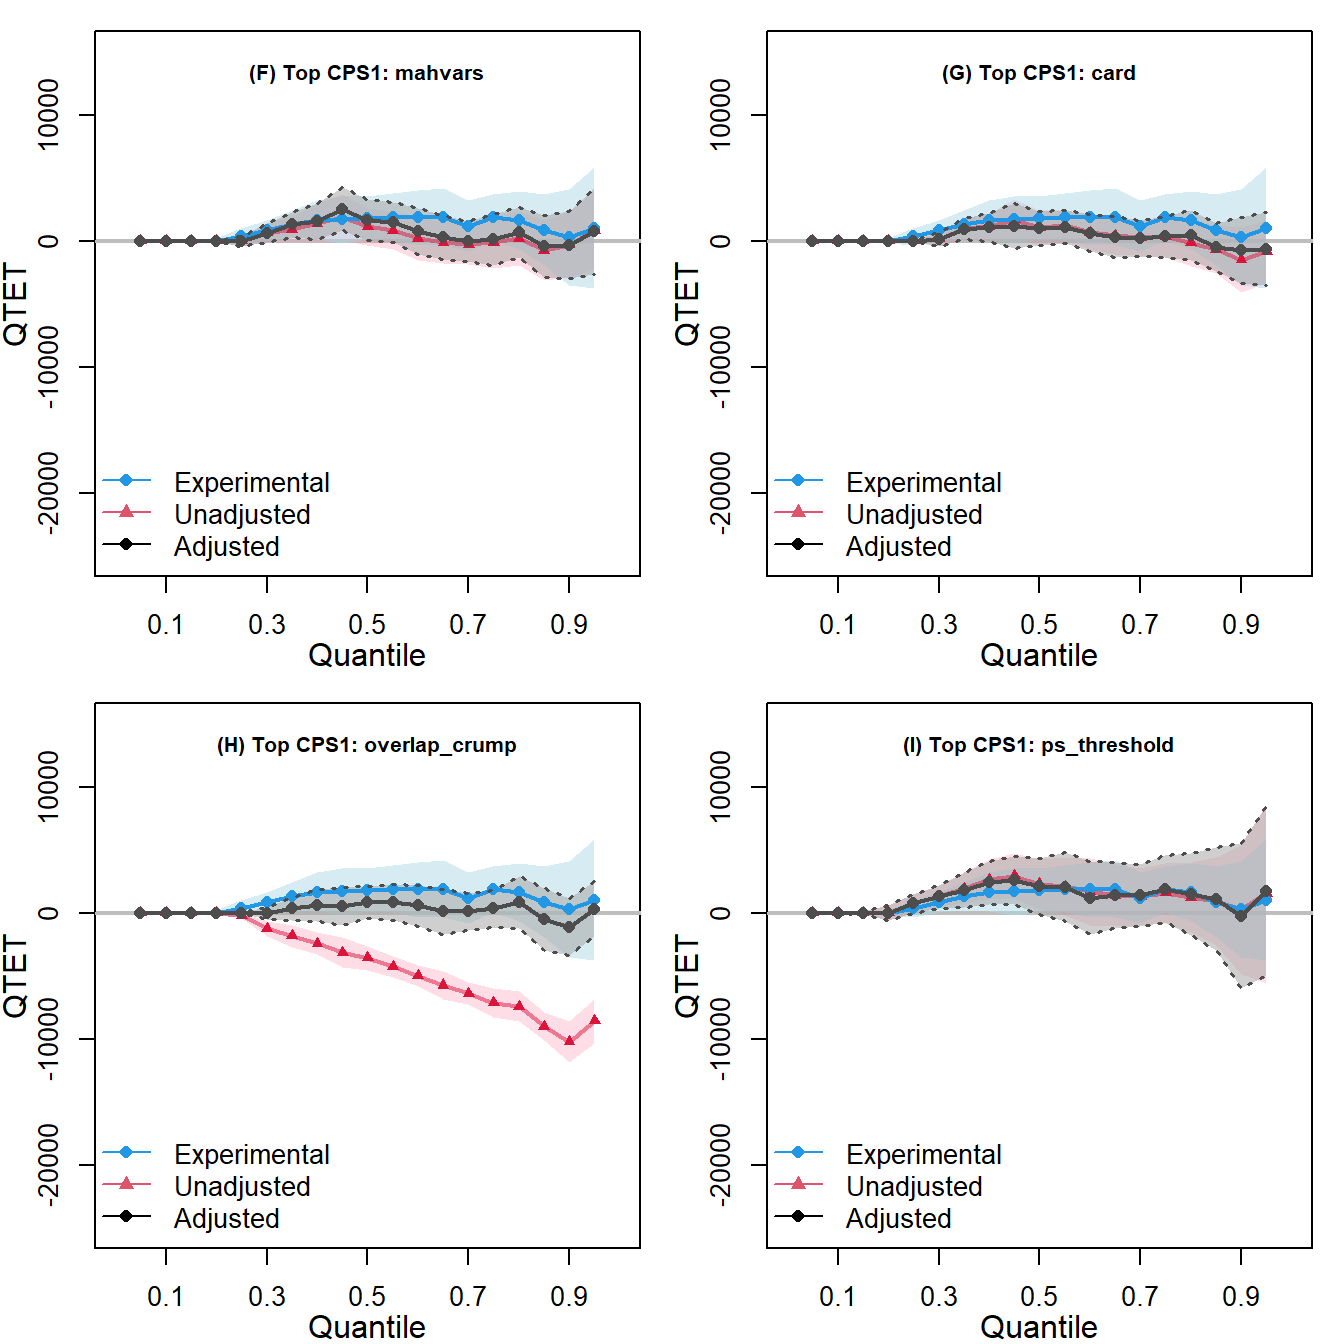 (F) Top CPS1: mahvars
10000
0
-10000
-20000
QTET
Experimental
Unadjusted
Adjusted
0.1 0.3 0.5 0.7 0.9
Quantile
(G) Top CPS1: card
10000
0
-10000
-20000
QTET
Experimental
Unadjusted
Adjusted
0.1 0.3 0.5 0.7 0.9
Quantile
(H) Top CPS1: overlap_crump
10000
0
-10000
-20000
QTET
Experimental
Unadjusted
Adjusted
0.1 0.3 0.5 0.7 0.9
Quantile
(I) Top CPS1: ps_threshold
10000
0
-10000
-20000
QTET
Experimental
Unadjusted
Adjusted
0.1 0.3 0.5 0.7 0.9
Quantile